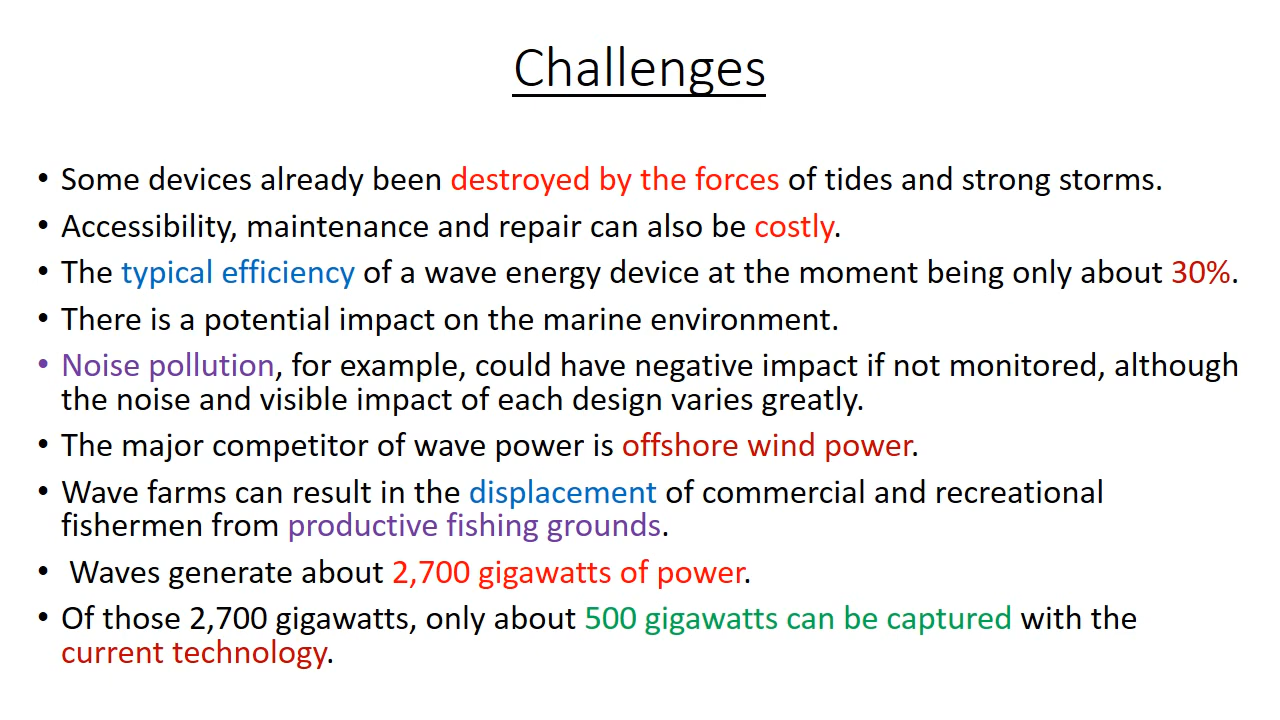 Challenges
• Some devices already been destroyed by the forces of tides and strong storms.
• Accessibility, maintenance and repair can also be costly.
• The typical efficiency of a wave energy device at the moment being only about 30%.
• There is a potential impact on the marine environment.
• Noise pollution, for example, could have negative impact if not monitored, although
the noise and visible impact of each design varies greatly.
• The major competitor of wave power is offshore wind power.
• Wave farms can result in the displacement of commercial and recreational
fishermen from productive fishing grounds.
• Waves generate about 2,700 gigawatts of power.
• Of those 2,700 gigawatts, only about 500 gigawatts can be captured with the
current technology.